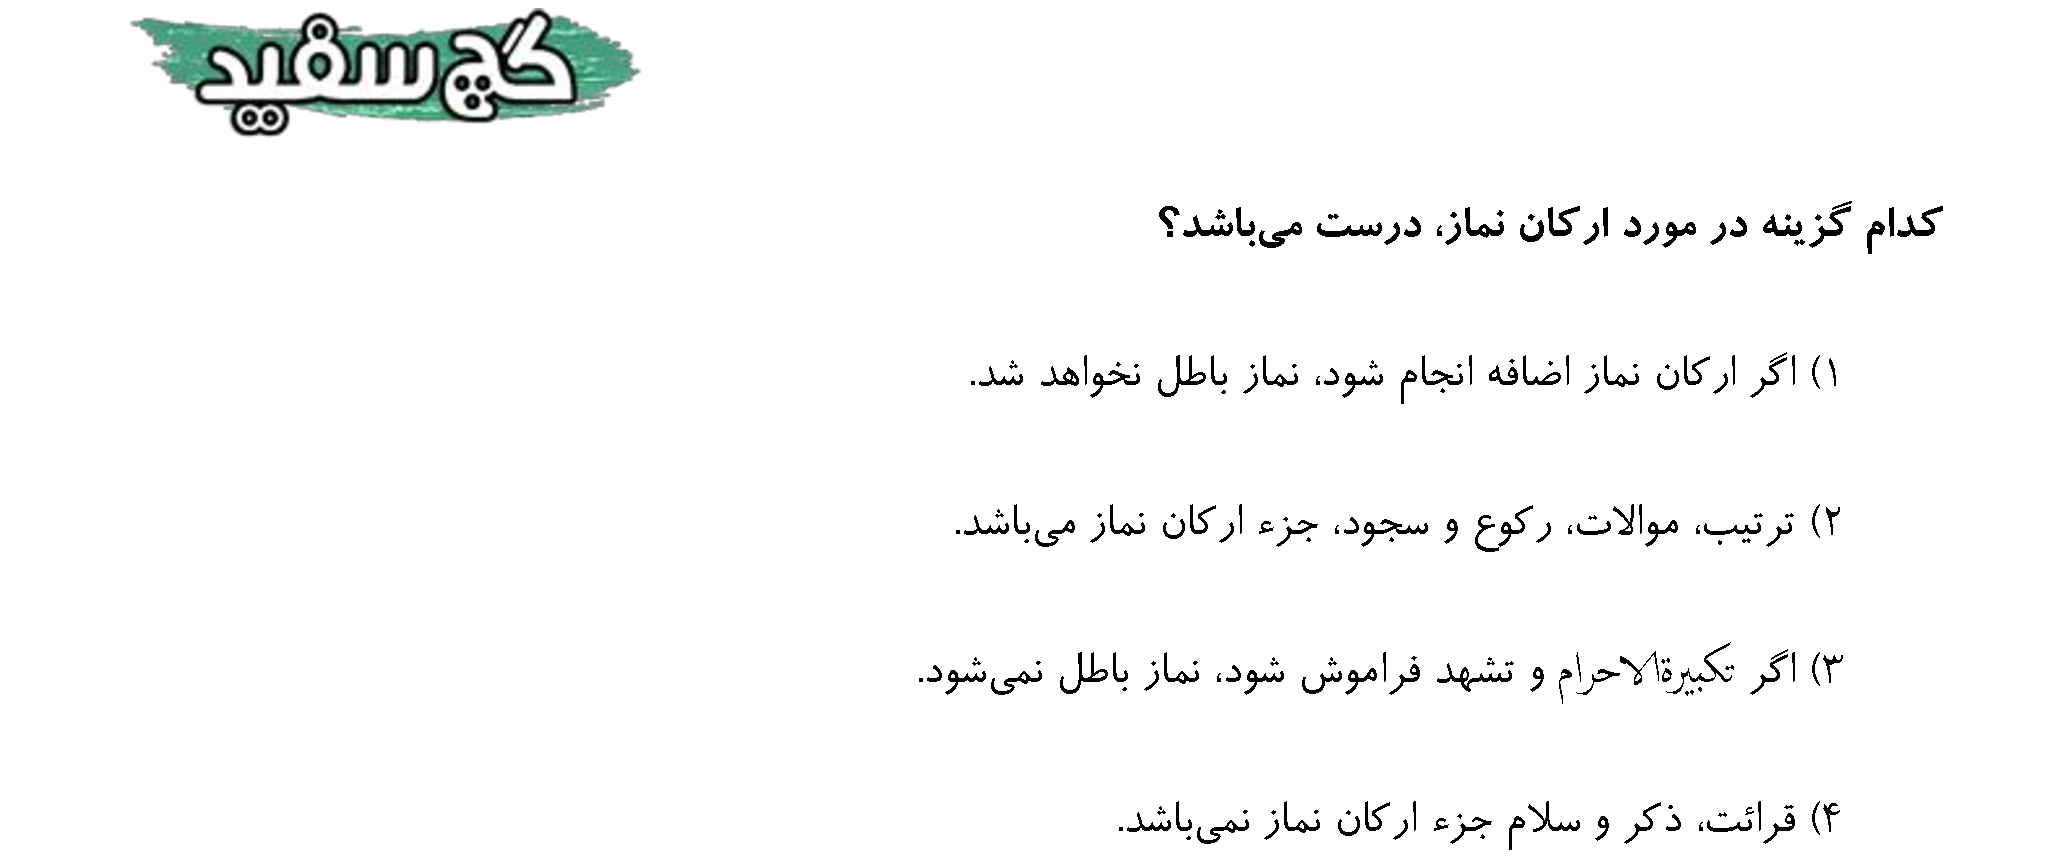 گچ سفید
کدام گزینه در مورد ارکان نماز، درست می‌باشد؟
۱) اگر ارکان نماز اضافه انجام شود، نماز باطل نخواهد شد.
۲) ترتیب، موالات، رکوع و سجود، جزء ارکان نماز می‌باشد.
۳) اگر تکبیرةالاحرام و تشهد فراموش شود، نماز باطل نمی‌شود.
۴) قرائت، ذکر و سلام جزء ارکان نماز نمی‌باشد.